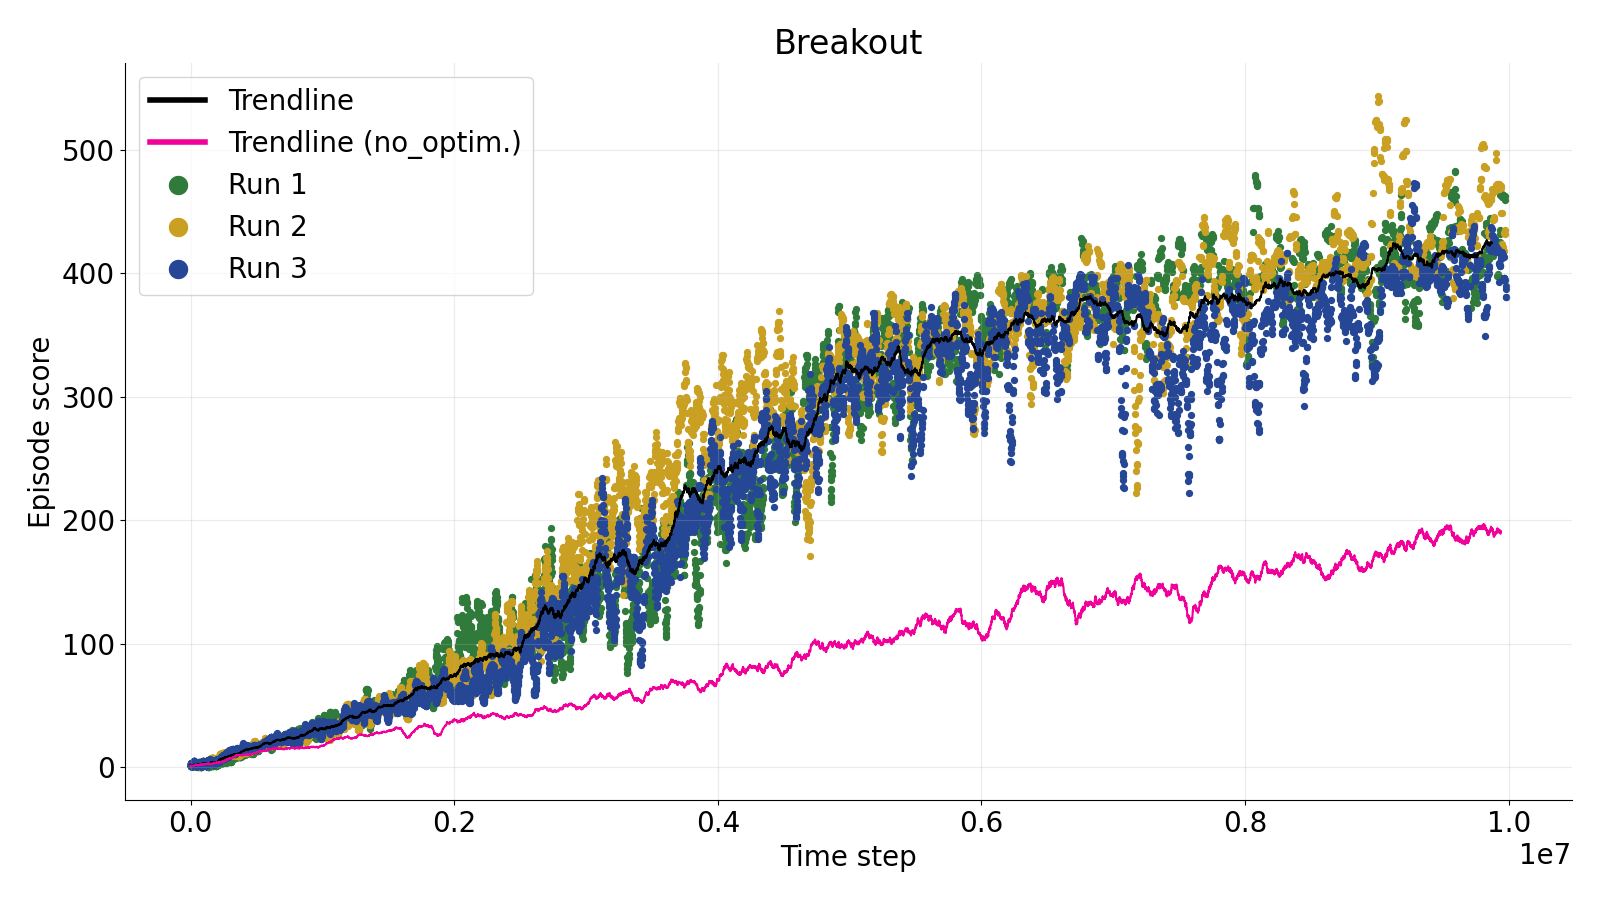 Breakout
Trendline
Trendline (no_optim.)
Run 1
Run 2
Run 3
Episode score
500
400
300
200
100
0
0.0 0.2 0.4 0.6 0.8 1.0
1e7
Time step